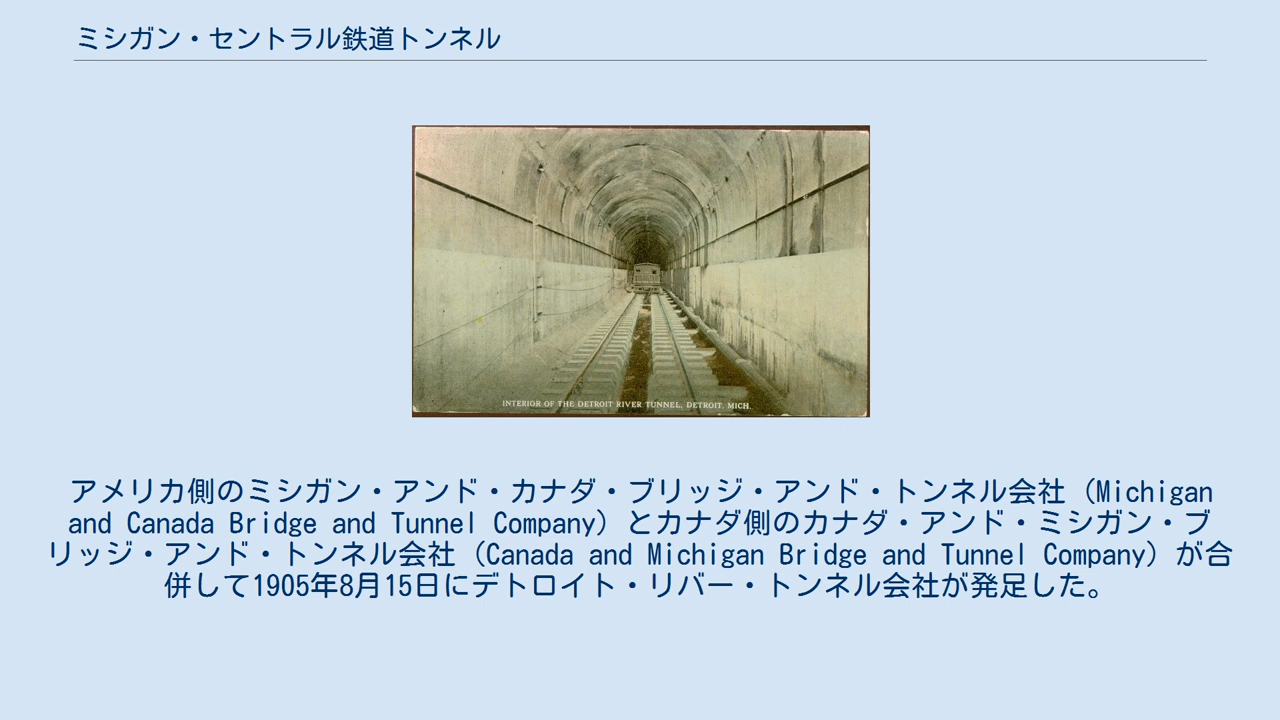 ミシガン・セントラル鉄道トンネル
INTERIOR OF THE DETROIT RIVER TUNNEL, DETROIT, MICH.
アメリカ側のミシガン・アンド・カナダ・ブリッジ・アンド・トンネル会社（Michigan
and Canada Bridge and Tunnel Company）とカナダ側のカナダ・アンド・ミシガン・ブ
リッジ・アンド・トンネル会社（Canada and Michigan Bridge and Tunnel Company）が合
併して1905年8月15日にデトロイト・リバー・トンネル会社が発足した。